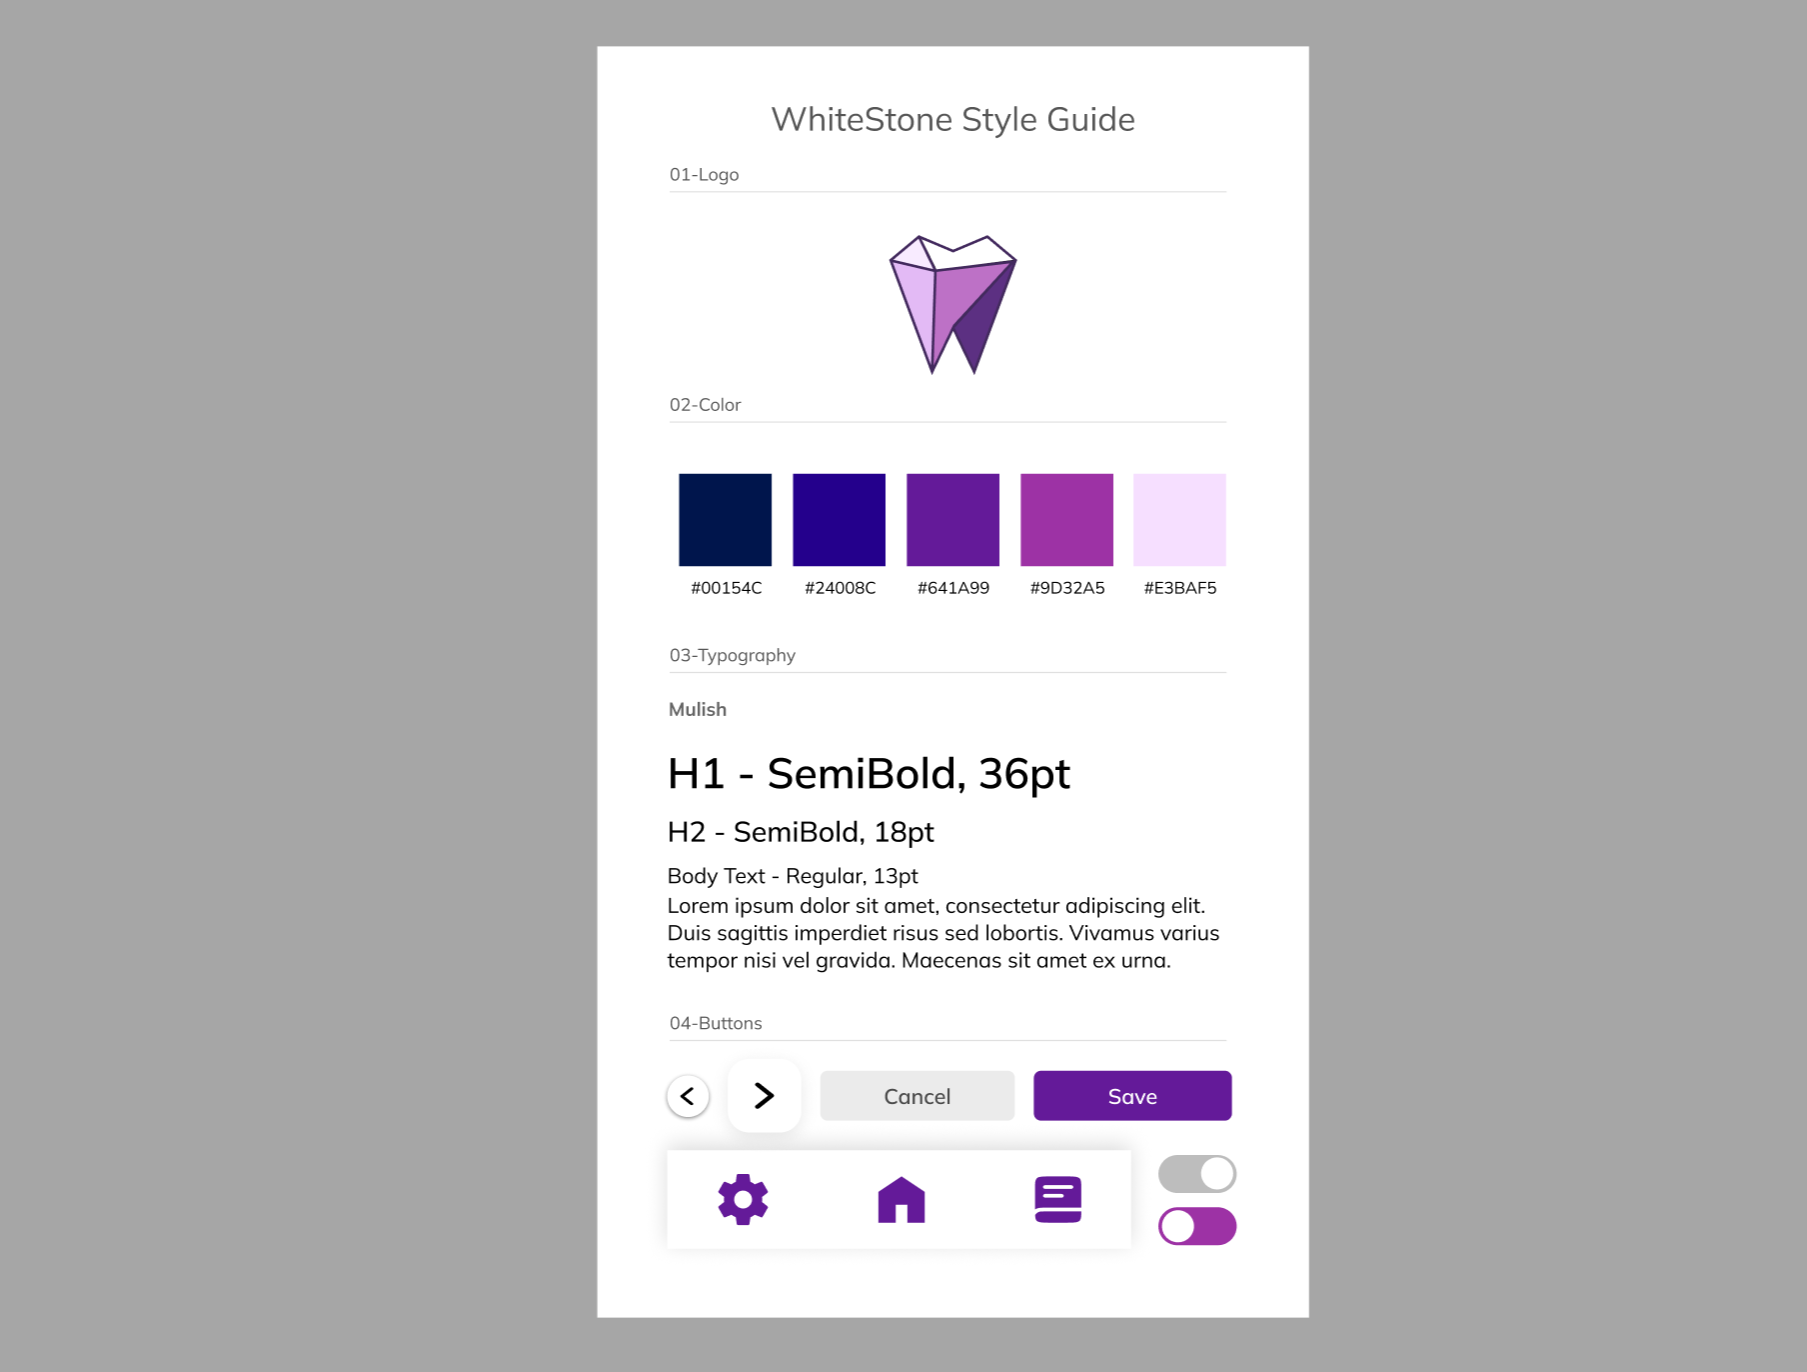 WhiteStone Style Guide
01-Logo
02-Color
#00154C #24008C #641A99 #9D32A5 #E3BAF5
03-Typography
Mulish
H1 - SemiBold, 36pt
H2 - SemiBold, 18pt
Body Text - Regular, 13pt
Lorem ipsum dolor sit amet, consectetur adipiscing elit.
Duis sagittis imperdiet risus sed lobortis. Vivamus varius
tempor nisi vel gravida. Maecenas sit amet ex urna.
04-Buttons
Cancel Save